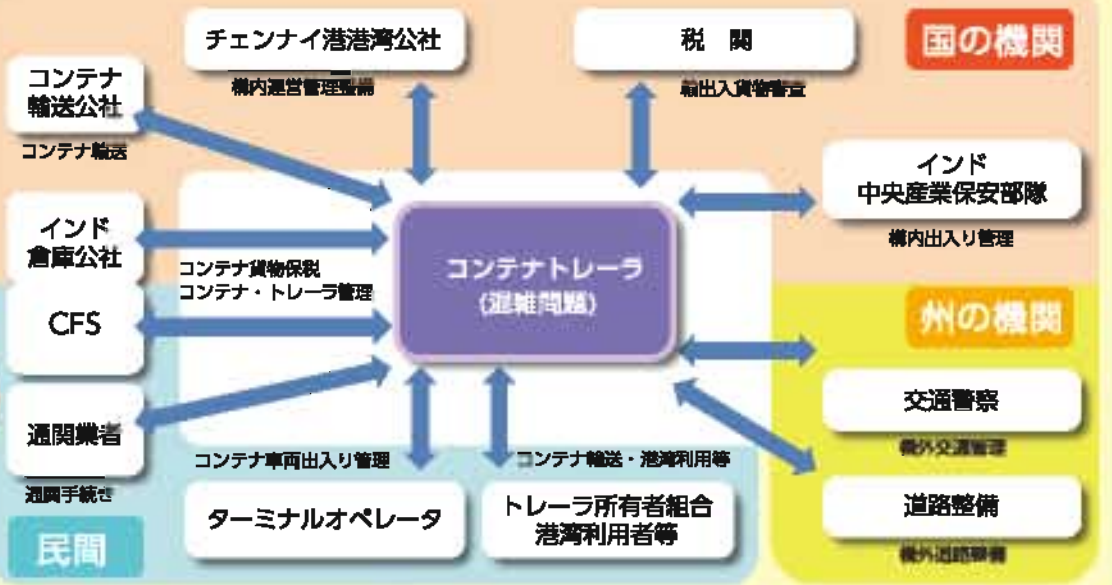 チェンナイ港港湾公社
税 関
国の機関
構内運営管理整備
輸出入貨物審査
コンテナ
輸送公社
コンテナ輸送
インド
中央産業保安部隊
構内出入り管理
インド
倉庫公社
コンテナ貨物保税
コンテナ・トレーラ管理
コンテナトレーラ
(混雑問題)
CFS
州の機関
交通警察
構外交通管理
通関業者
通関手続き
コンテナ車両出入り管理
コンテナ輸送・港湾利用等
ターミナルオペレータ
トレーラ所有者組合
港湾利用者等
道路整備
構外道路整備
民間